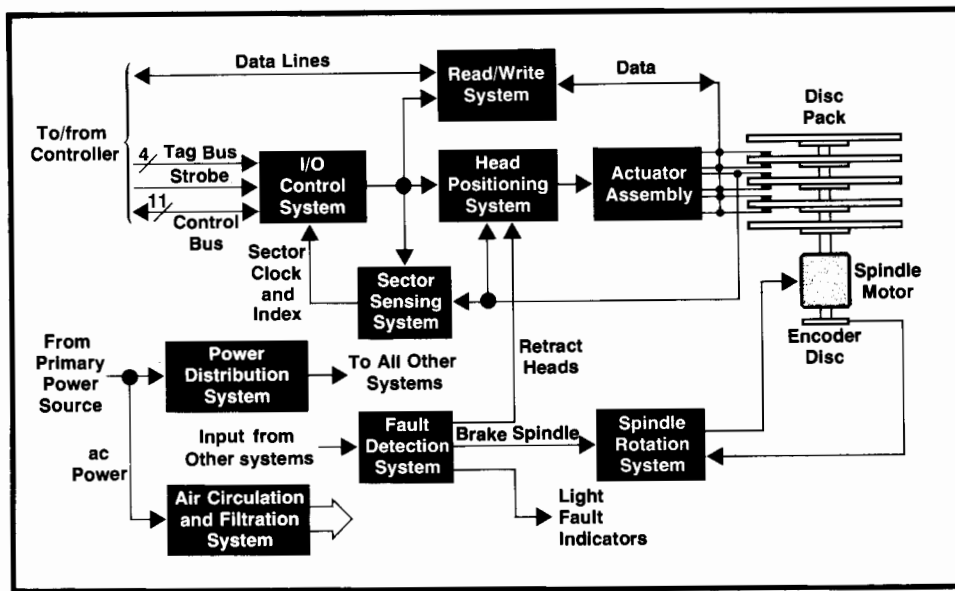 Data Lines
Read/Write
System
Data
Disc
Pack
To/from
Controller
4
Tag Bus
Strobe
11
Control
Bus
I/O
Control
System
Head
Positioning
System
Actuator
Assembly
Sector
Clock
and
Index
Sector
Sensing
System
Spindle
Motor
Encoder
Disc
From
Primary
Power
Source
Power
Distribution
System
To All Other
Systems
Retract
Heads
Input from
Other systems
Fault
Detection
System
Brake Spindle
Spindle
Rotation
System
ac
Power
Air Circulation
and Filtration
System
Light
Fault
Indicators